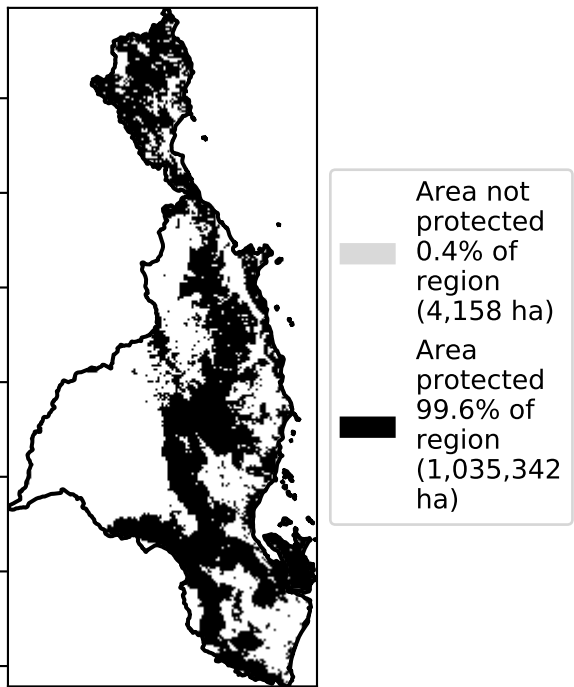 Area not
protected
0.4% of
region
(4,158 ha)
Area
protected
99.6% of
region
(1,035,342
ha)